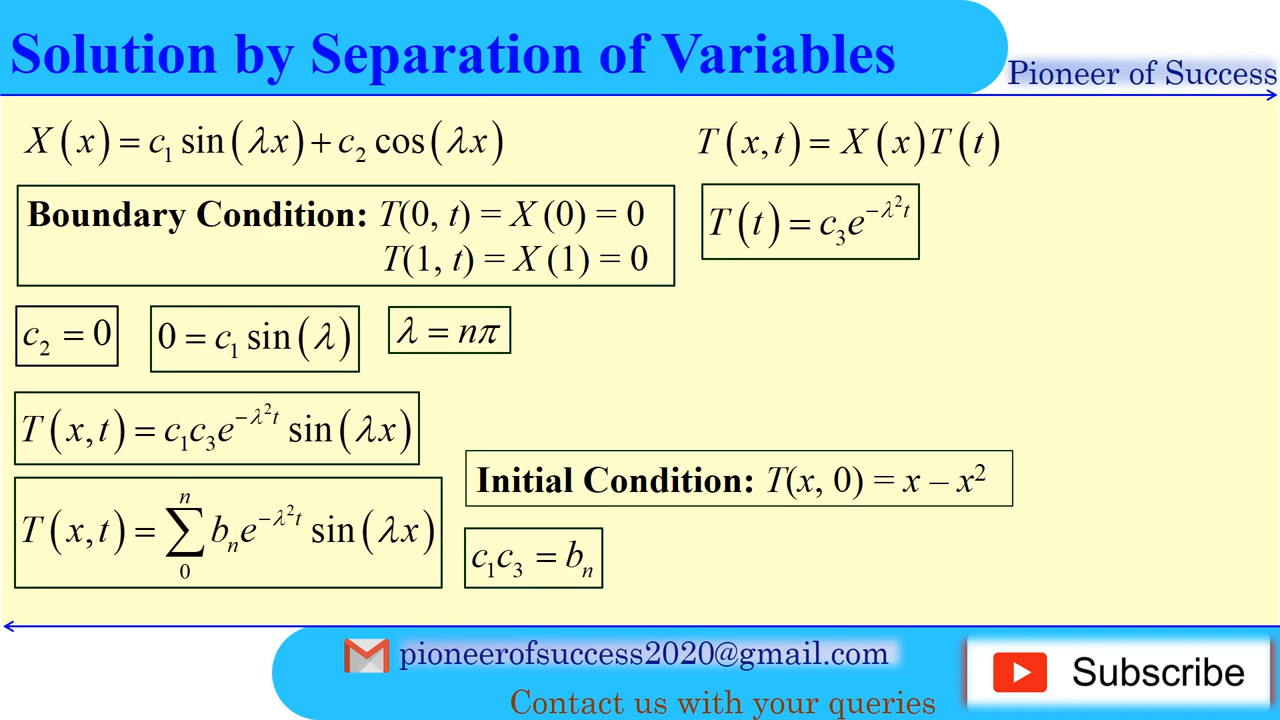 Solution by Separation of Variables
Pioneer of Success
X(x) = c₁ sin(λx) + c₂ cos(λx)
T(x,t) = X(x)T(t)
Boundary Condition: T(0, t) = X (0) = 0
T(1, t) = X (1) = 0
T(t) = c₃e^{−λ²t}
c₂ = 0
0 = c₁ sin(λ)
λ = nπ
T(x,t) = c₁c₃e^{−λ²t} sin(λx)
Initial Condition: T(x, 0) = x – x²
T(x,t) = ∑_{0}^{n} bₙe^{−λ²t} sin(λx)
c₁c₃ = bₙ
pioneerofsuccess2020@gmail.com
Contact us with your queries
Subscribe